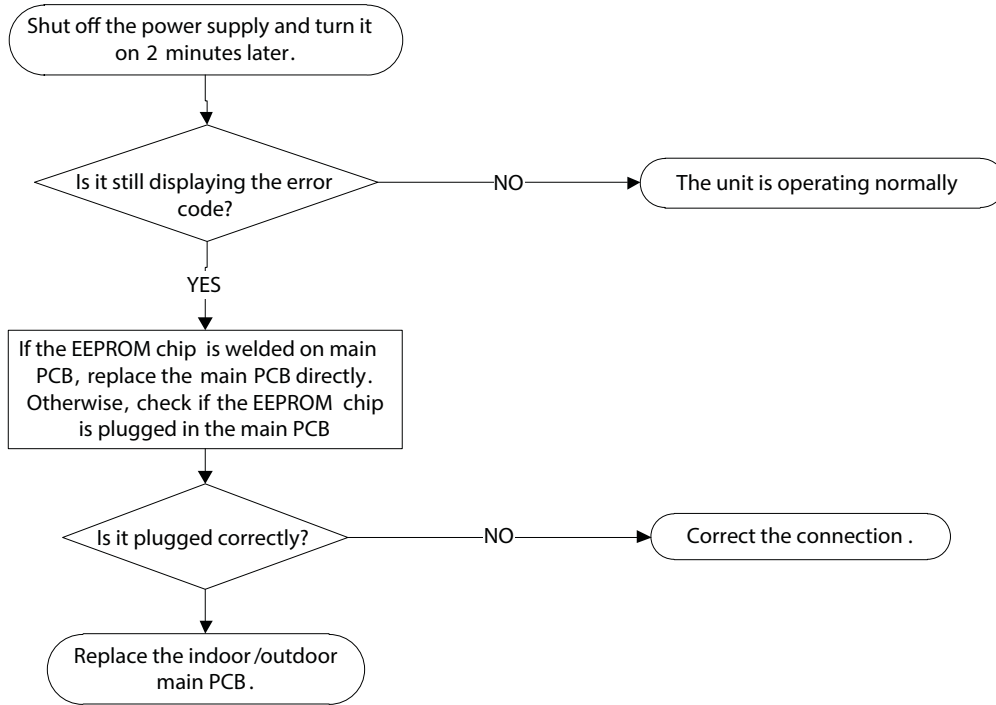 Shut off the power supply and turn it
on 2 minutes later.
Is it still displaying the error
code?
NO
The unit is operating normally
YES
If the EEPROM chip is welded on main
PCB, replace the main PCB directly.
Otherwise, check if the EEPROM chip
is plugged in the main PCB
Is it plugged correctly?
NO
Correct the connection .
Replace the indoor/outdoor
main PCB.